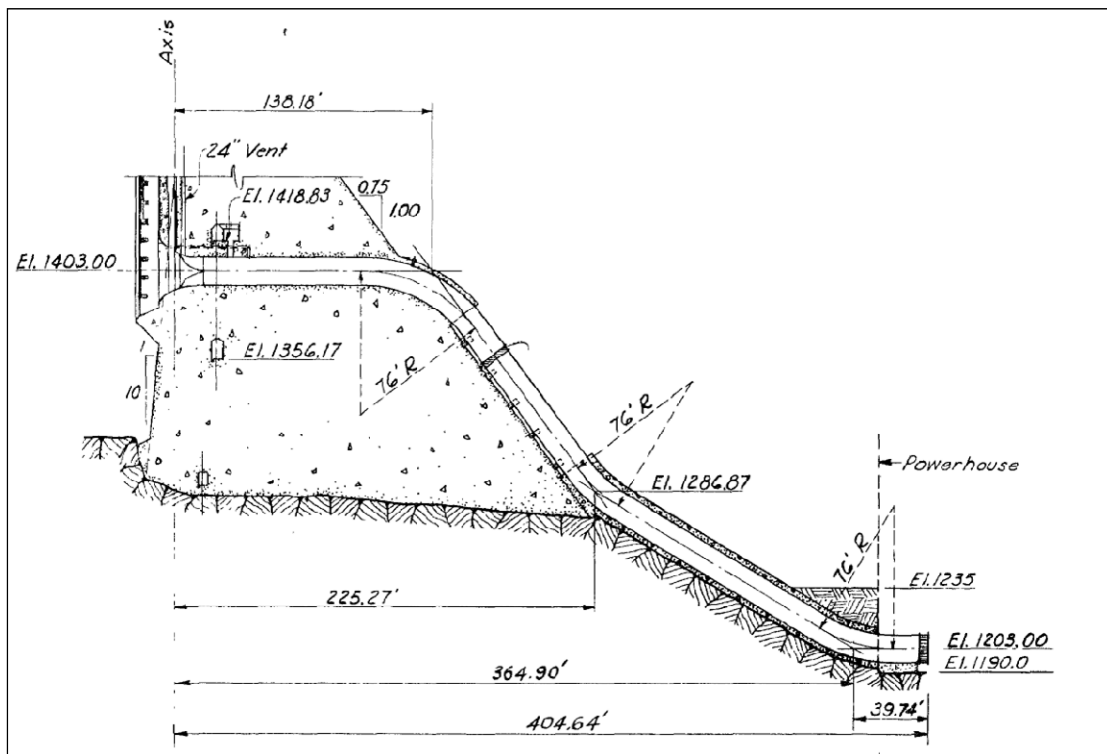 Axis
138.18'
24" Vent
El. 1418.83
0.75
1.00
El. 1403.00
El. 1356.17
1
10
76' R
76' R
El. 1286.87
Powerhouse
76' R
El. 1235
225.27'
El. 1203.00
El. 1190.0
364.90'
39.74'
404.64'